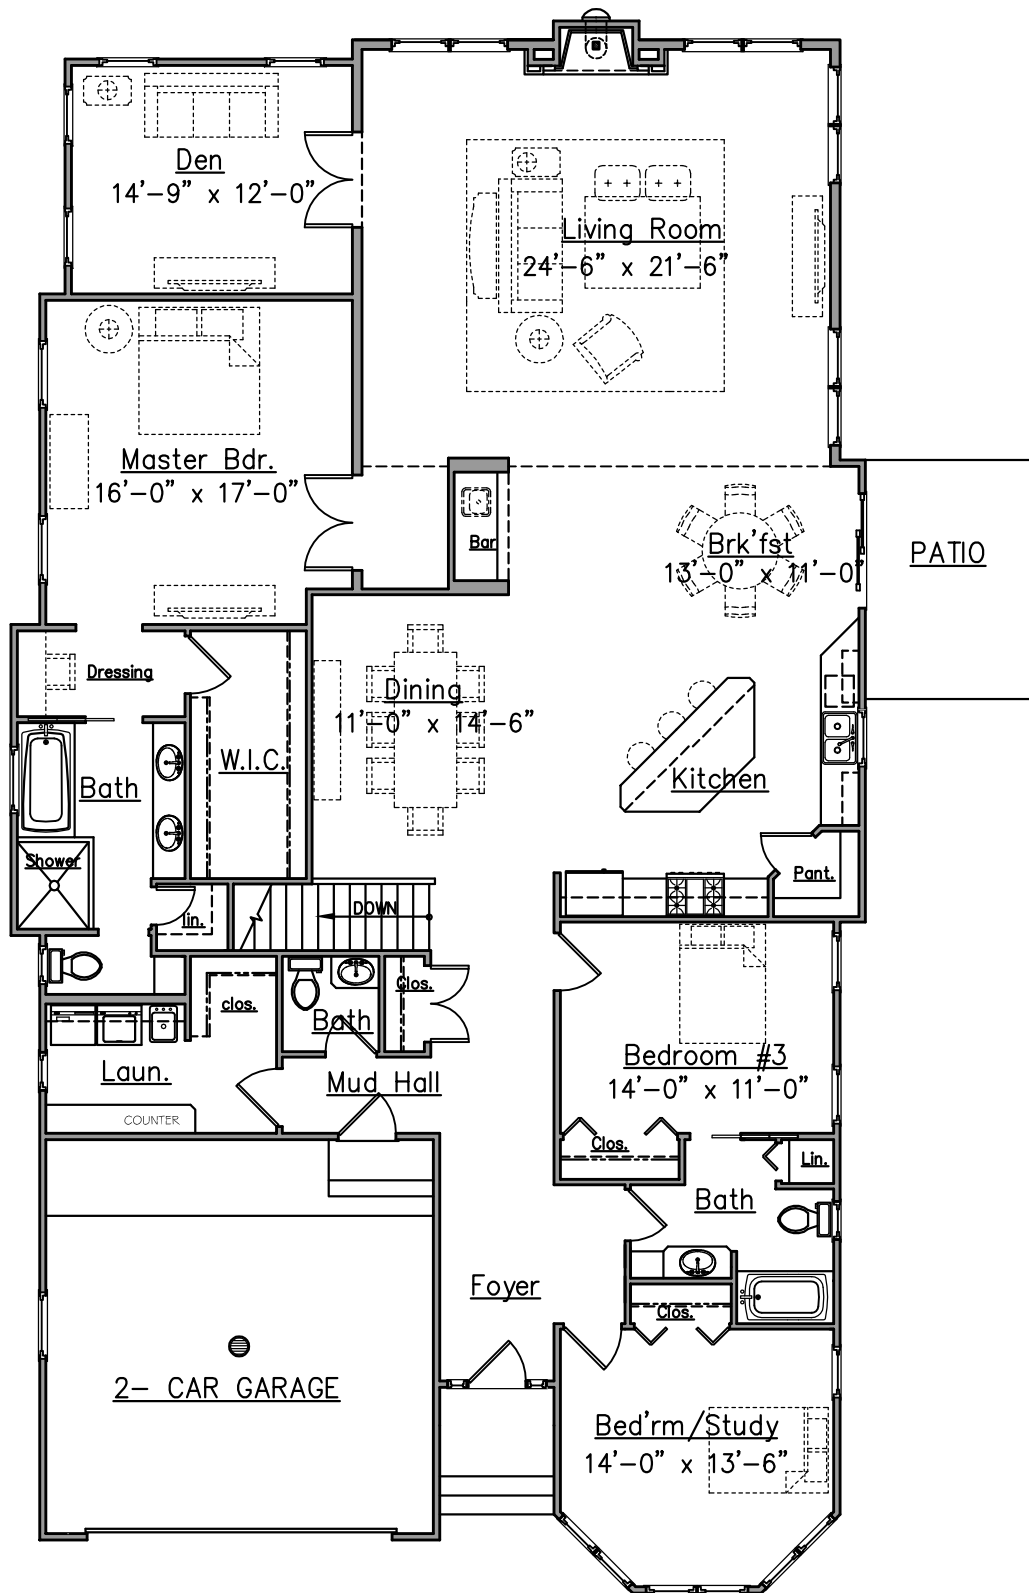 Den
14'-9" x 12'-0"
Living Room
24'-6" x 21'-6"
Master Bdr.
16'-0" x 17'-0"
Bar
Brk'fst
13'-0" x 11'-0"
PATIO
Dressing
Dining
11'-0" x 14'-6"
W.I.C.
Bath
Kitchen
Shower
Pant.
lin.
DOWN
clos.
Clos.
Bath
Laun.
Mud Hall
COUNTER
Bedroom #3
14'-0" x 11'-0"
Clos.
Lin.
Bath
Foyer
Clos.
2- CAR GARAGE
Bed'rm/Study
14'-0" x 13'-6"